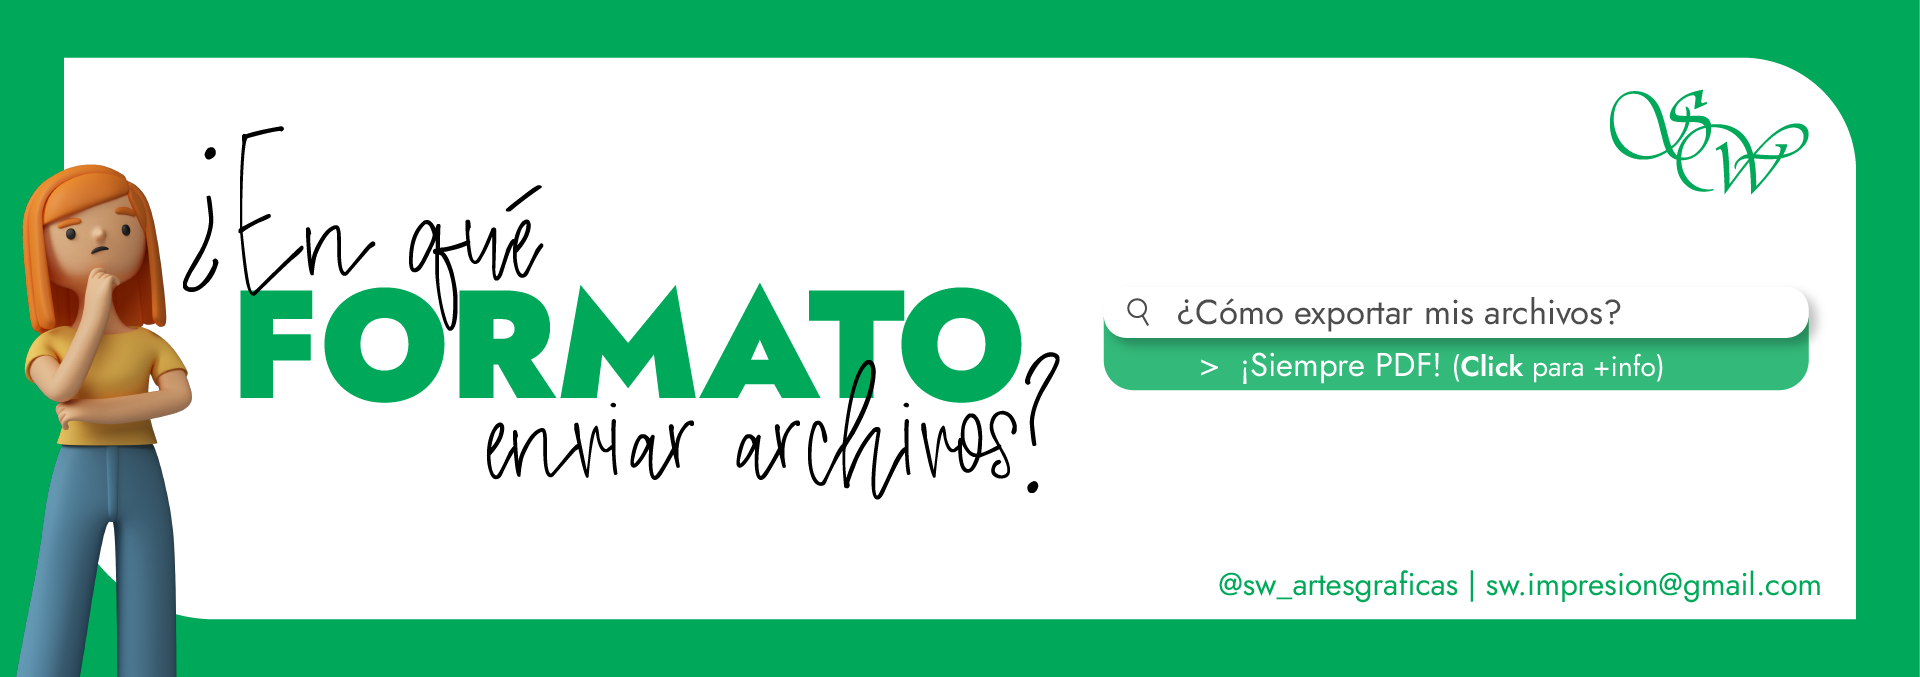 ¿En qué
FORMATO
enviar archivos?
SW
¿Cómo exportar mis archivos?
> ¡Siempre PDF! (Click para +info)
@sw_artesgraficas | sw.impresion@gmail.com